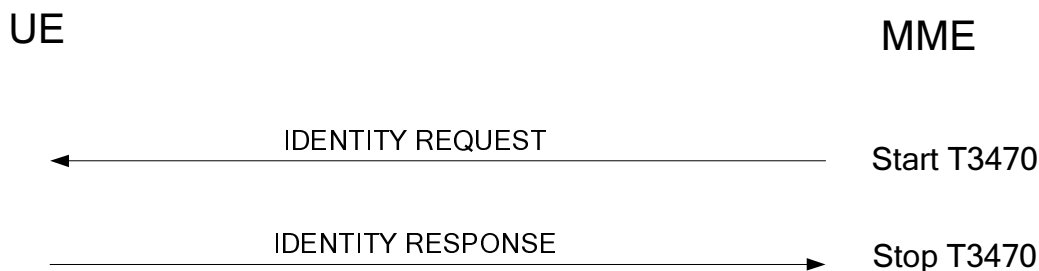 UE
MME
IDENTITY REQUEST
Start T3470
IDENTITY RESPONSE
Stop T3470